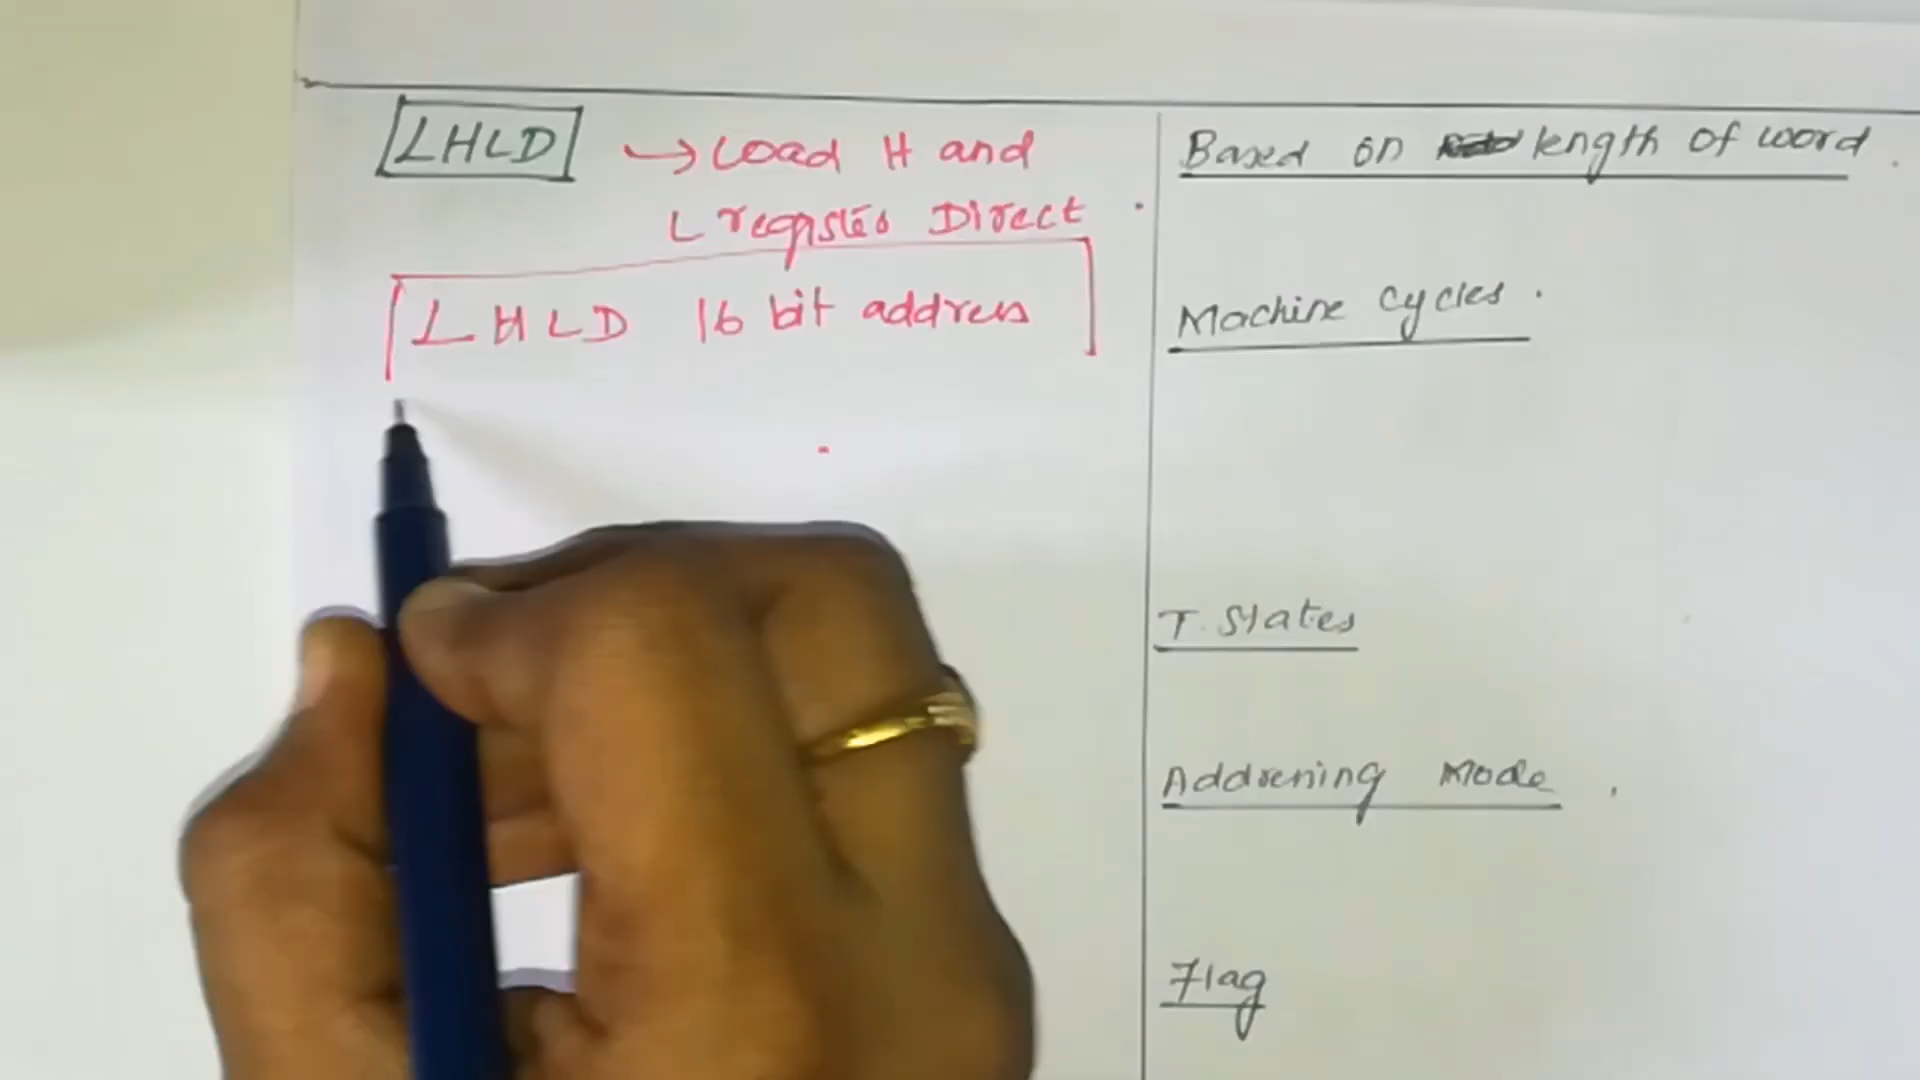 LHLD → Load H and
L register Direct .
LHLD 16 bit address
Based on length of word .
Machine cycles .
T. States
Addressing Mode .
Flag